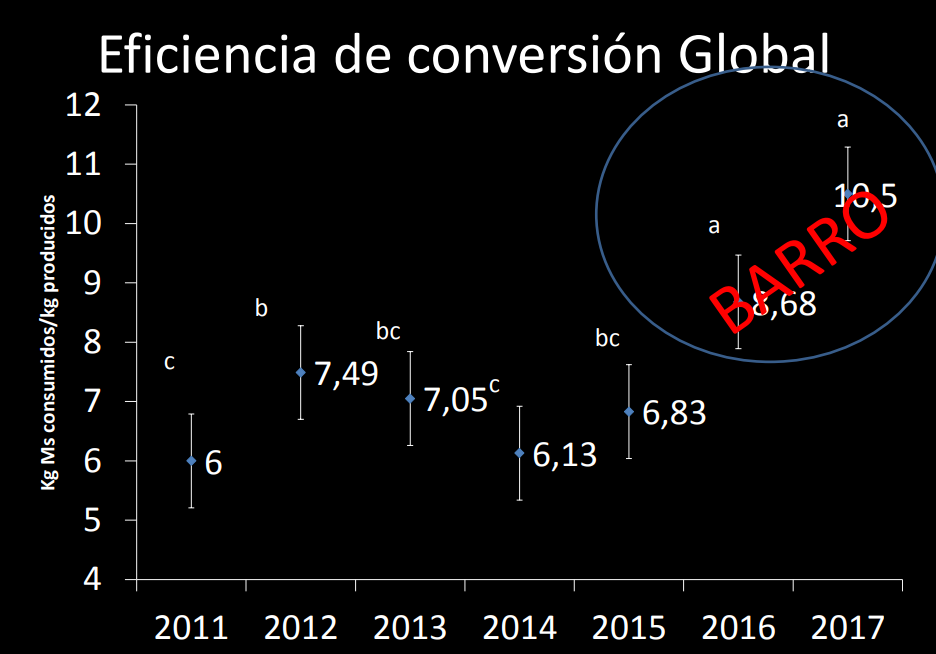 Eficiencia de conversión Global
Kg Ms consumidos/kg producidos
12
11
10
9
8
7
6
5
4
c
b
bc
c
bc
a
a
6
7,49
7,05
6,13
6,83
8,68
10,5
BARRO
2011 2012 2013 2014 2015 2016 2017